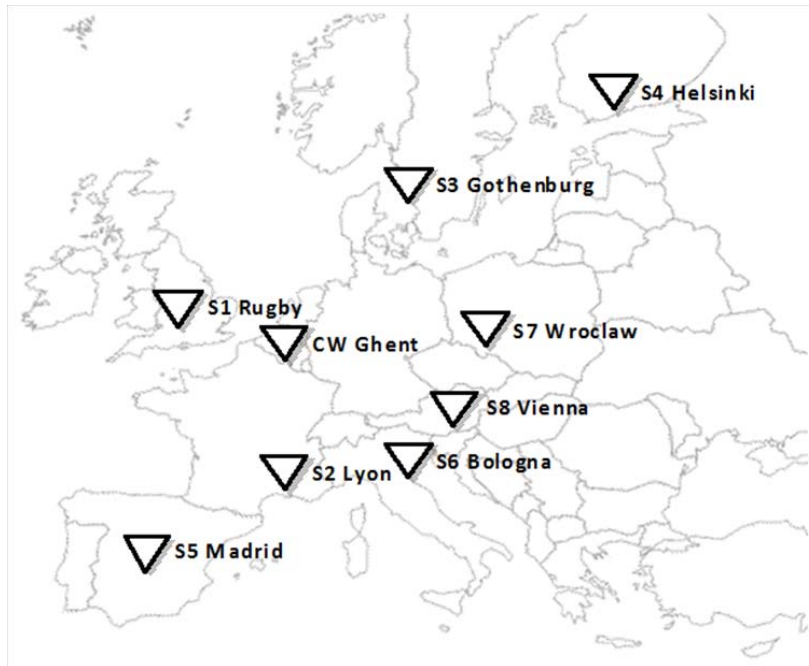 S4 Helsinki
S3 Gothenburg
S1 Rugby
CW Ghent
S7 Wroclaw
S8 Vienna
S2 Lyon
S6 Bologna
S5 Madrid